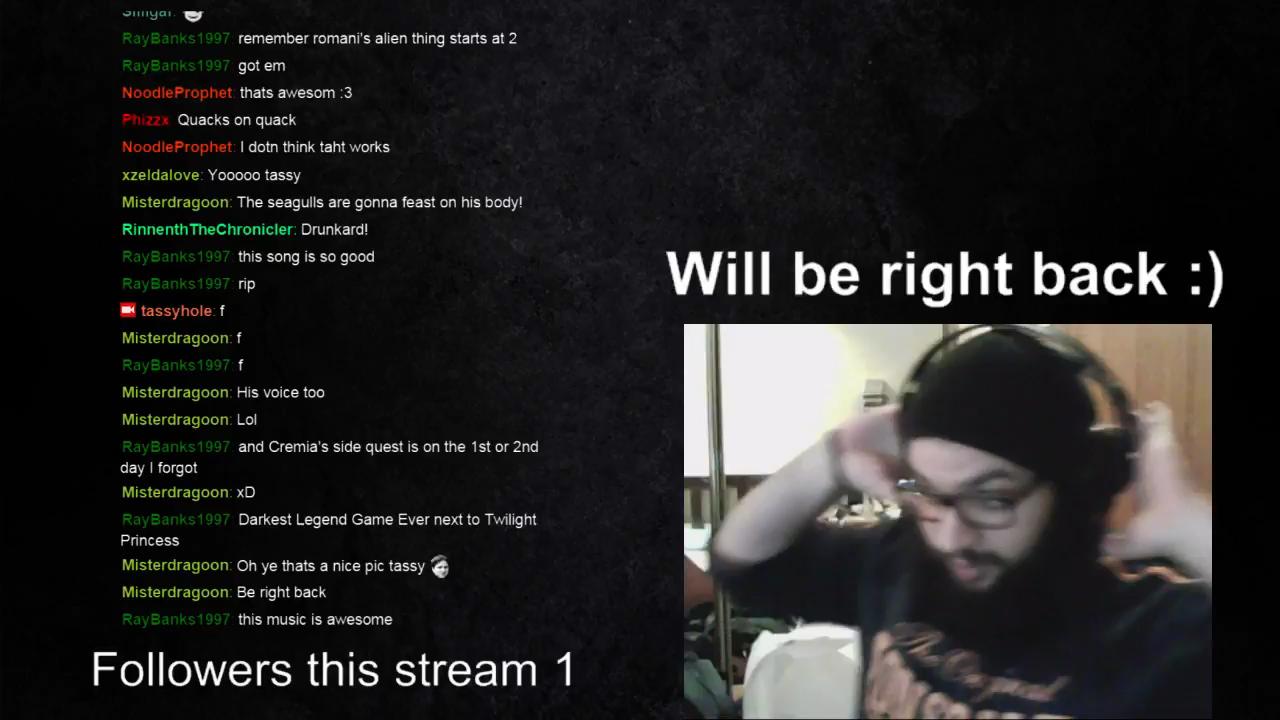 RayBanks1997: remember romani's alien thing starts at 2
RayBanks1997: got em
NoodleProphet: thats awesom :3
Phizzx: Quacks on quack
NoodleProphet: I dotn think taht works
xzeldalove: Yooooo tassy
Misterdragoon: The seagulls are gonna feast on his body!
RinnenthTheChronicler: Drunkard!
RayBanks1997: this song is so good
RayBanks1997: rip
tassyhole: f
Misterdragoon: f
RayBanks1997: f
Misterdragoon: His voice too
Misterdragoon: Lol
RayBanks1997: and Cremia's side quest is on the 1st or 2nd
day I forgot
Misterdragoon: xD
RayBanks1997: Darkest Legend Game Ever next to Twilight
Princess
Misterdragoon: Oh ye thats a nice pic tassy
Misterdragoon: Be right back
RayBanks1997: this music is awesome
Followers this stream 1
Will be right back :)